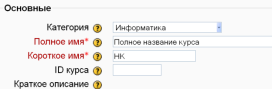 Основные
Категория Информатика
Полное имя* Полное название курса
Короткое имя* НК
ID курса
Краткое описание